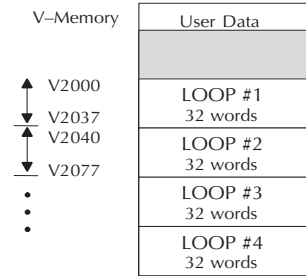 V–Memory User Data
V2000
LOOP #1
V2037
32 words
V2040
LOOP #2
V2077
32 words
LOOP #3
32 words
LOOP #4
32 words